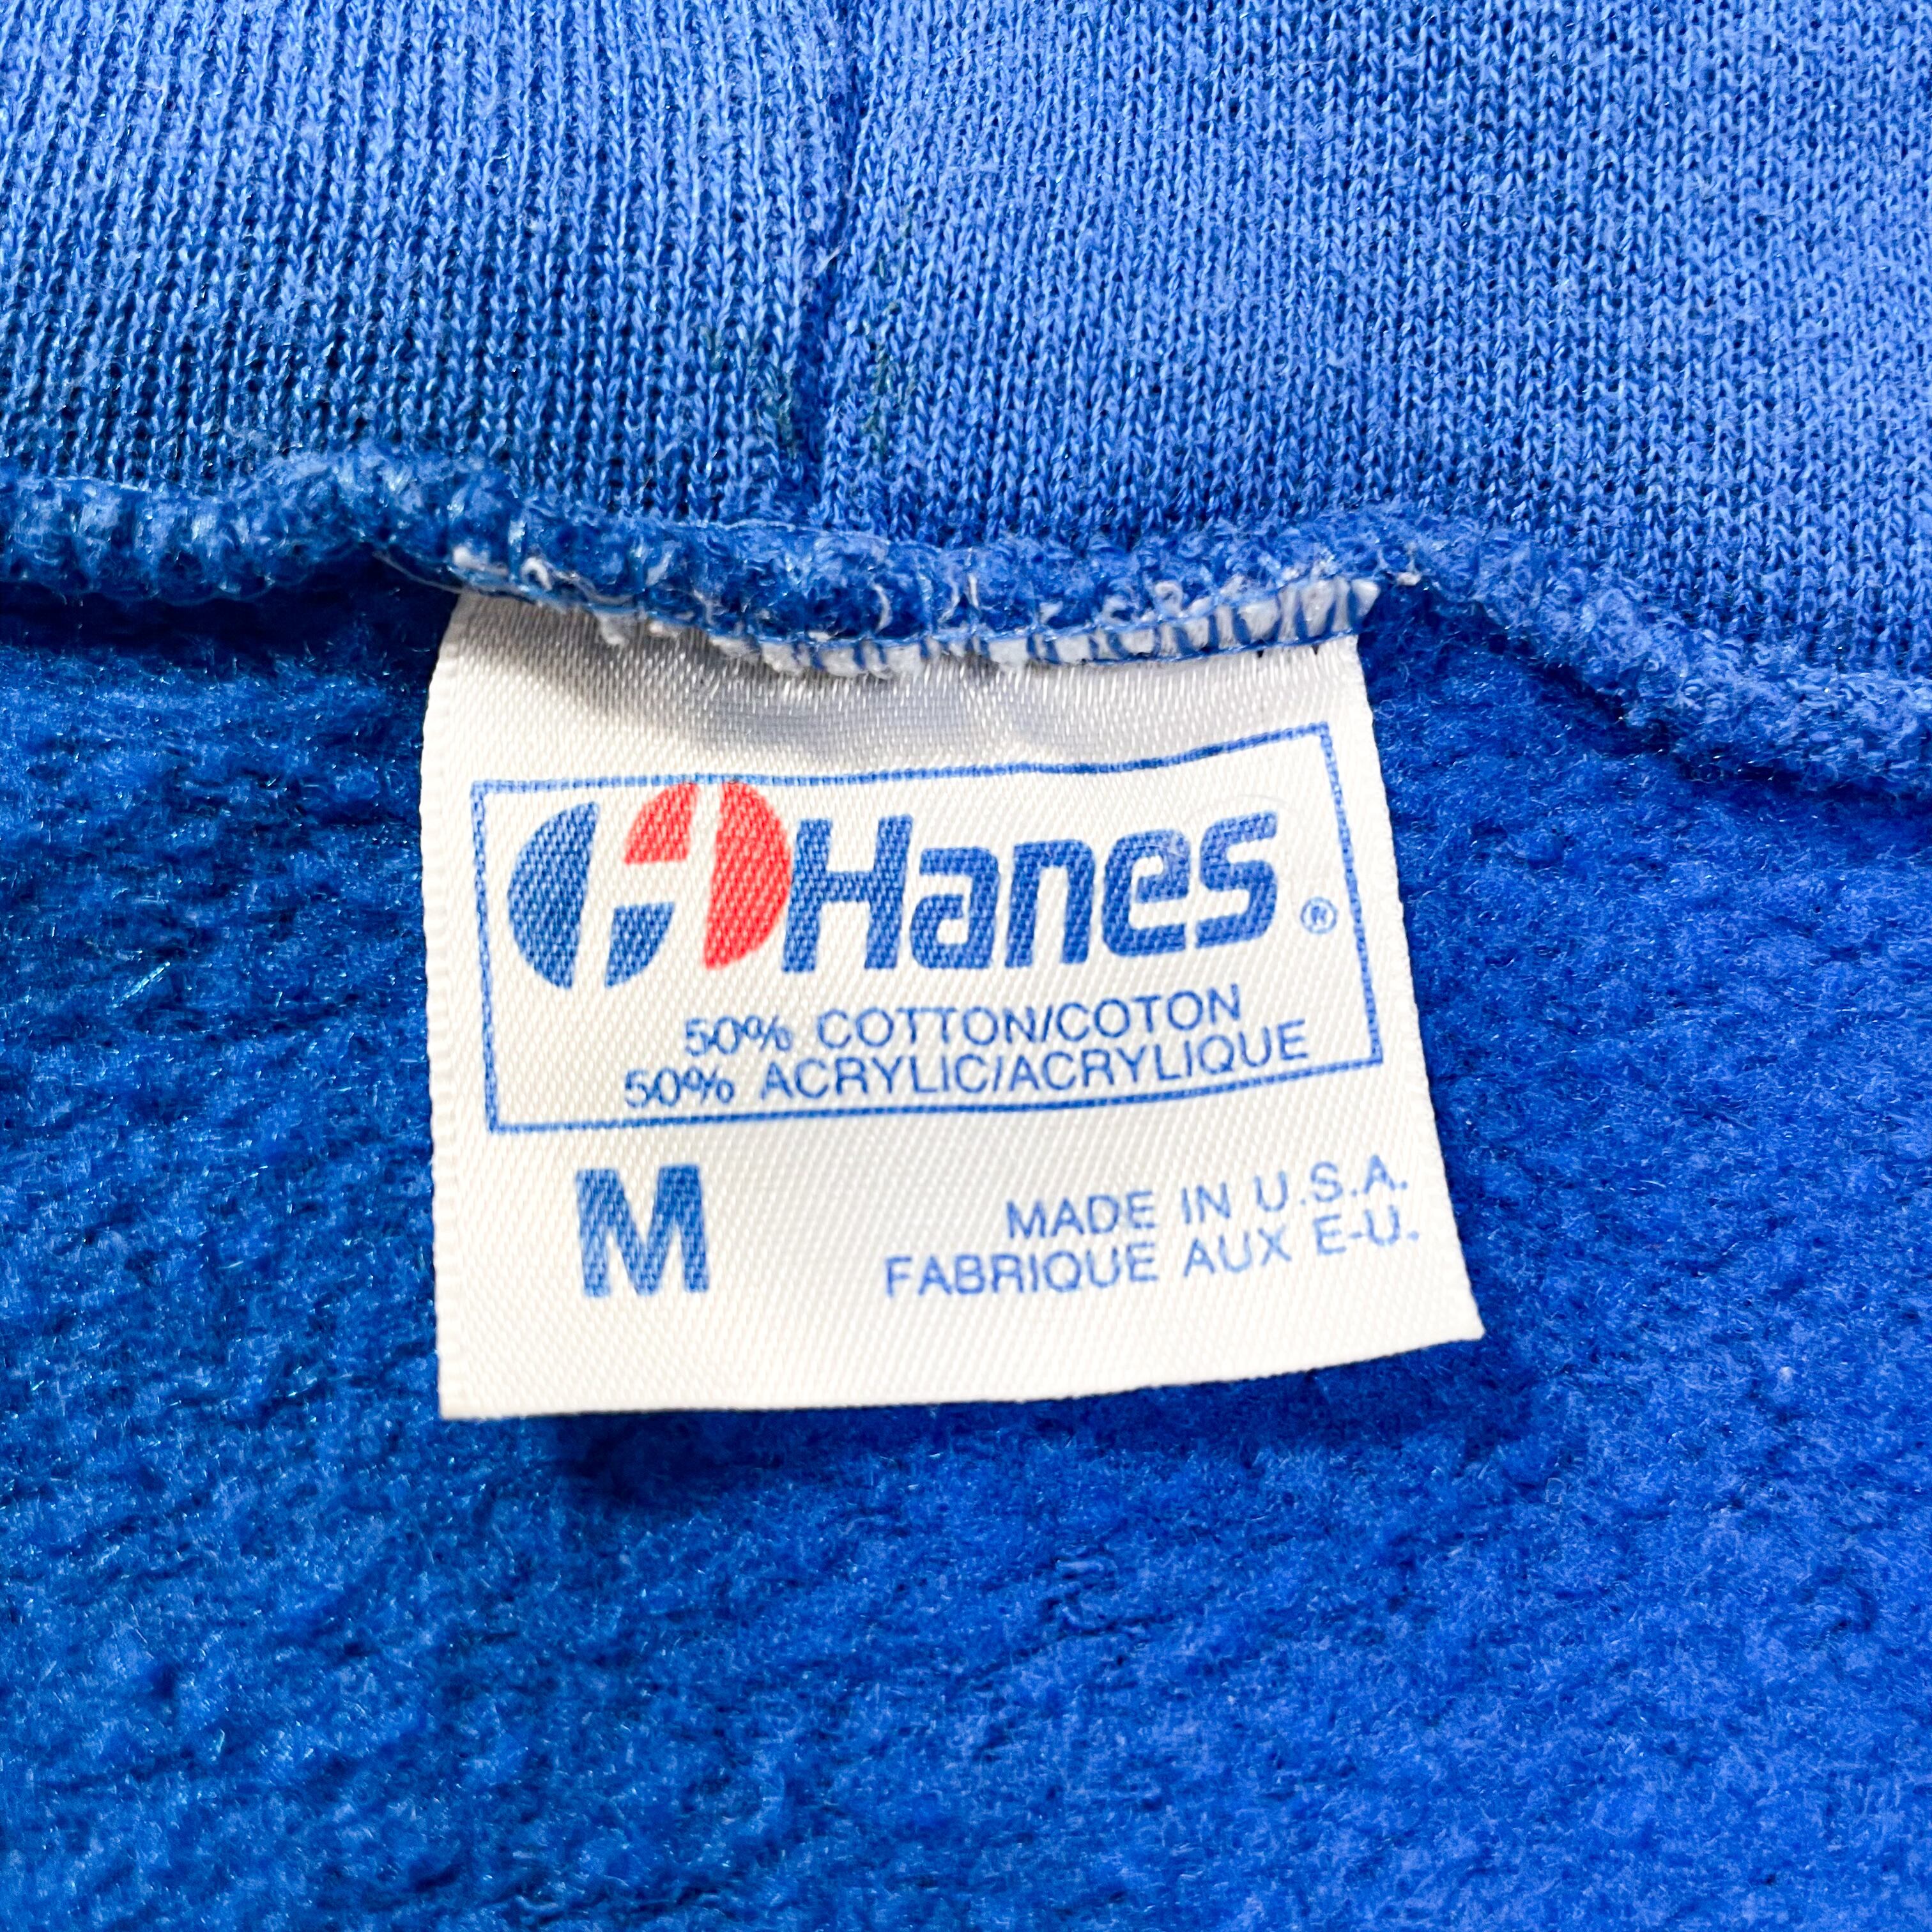 Hanes®
50% COTTON/COTON
50% ACRYLIC/ACRYLIQUE
M
MADE IN U.S.A.
FABRIQUE AUX E-U.